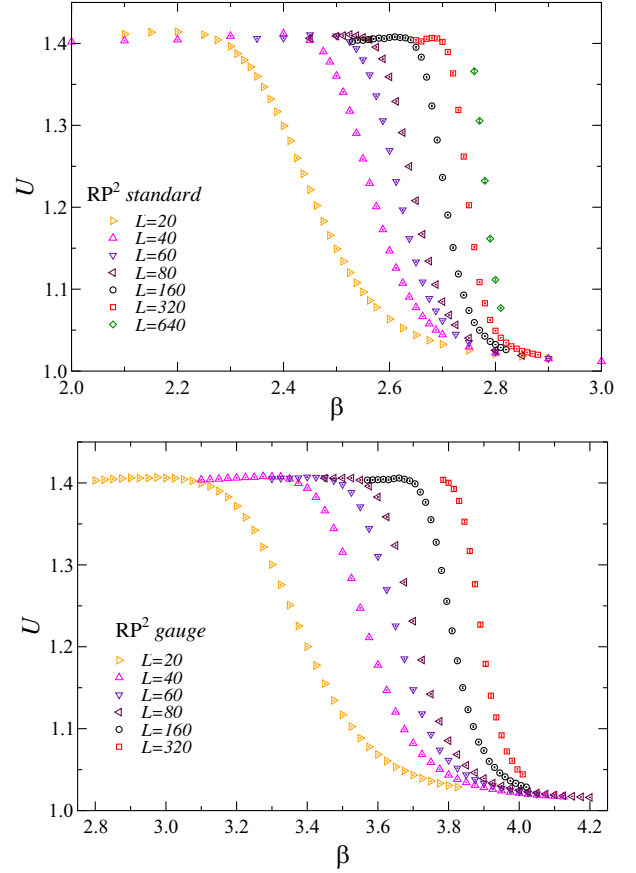 1.4
1.3
1.2
1.1
1.0
U
RP² standard
L=20
L=40
L=60
L=80
L=160
L=320
L=640
2.0 2.2 2.4 2.6 2.8 3.0
β
1.4
1.3
1.2
1.1
1.0
U
RP² gauge
L=20
L=40
L=60
L=80
L=160
L=320
2.8 3.0 3.2 3.4 3.6 3.8 4.0 4.2
β